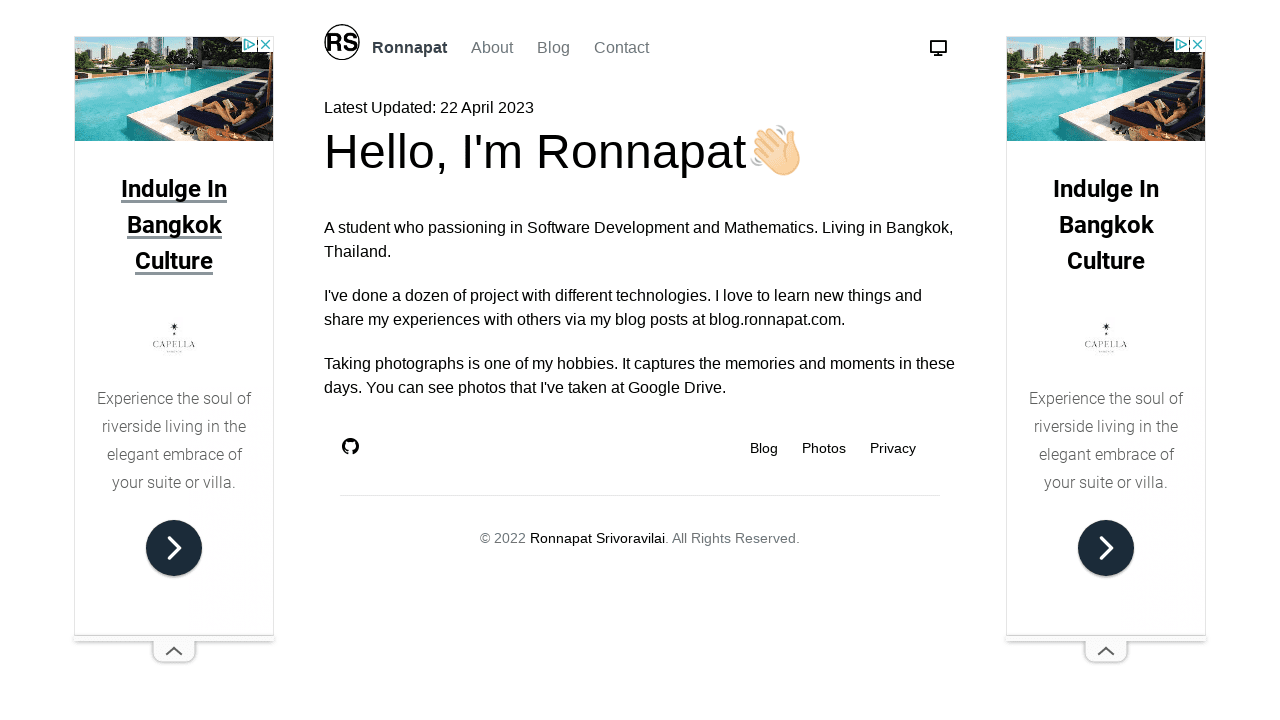 RS
Ronnapat About Blog Contact
Latest Updated: 22 April 2023
Hello, I'm Ronnapat👋🏼
A student who passioning in Software Development and Mathematics. Living in Bangkok,
Thailand.
I've done a dozen of project with different technologies. I love to learn new things and
share my experiences with others via my blog posts at blog.ronnapat.com.
Taking photographs is one of my hobbies. It captures the memories and moments in these
days. You can see photos that I've taken at Google Drive.
Blog Photos Privacy
© 2022 Ronnapat Srivoravilai. All Rights Reserved.
Indulge In
Bangkok
Culture
CAPELLA
Experience the soul of
riverside living in the
elegant embrace of
your suite or villa.
Indulge In
Bangkok
Culture
CAPELLA
Experience the soul of
riverside living in the
elegant embrace of
your suite or villa.